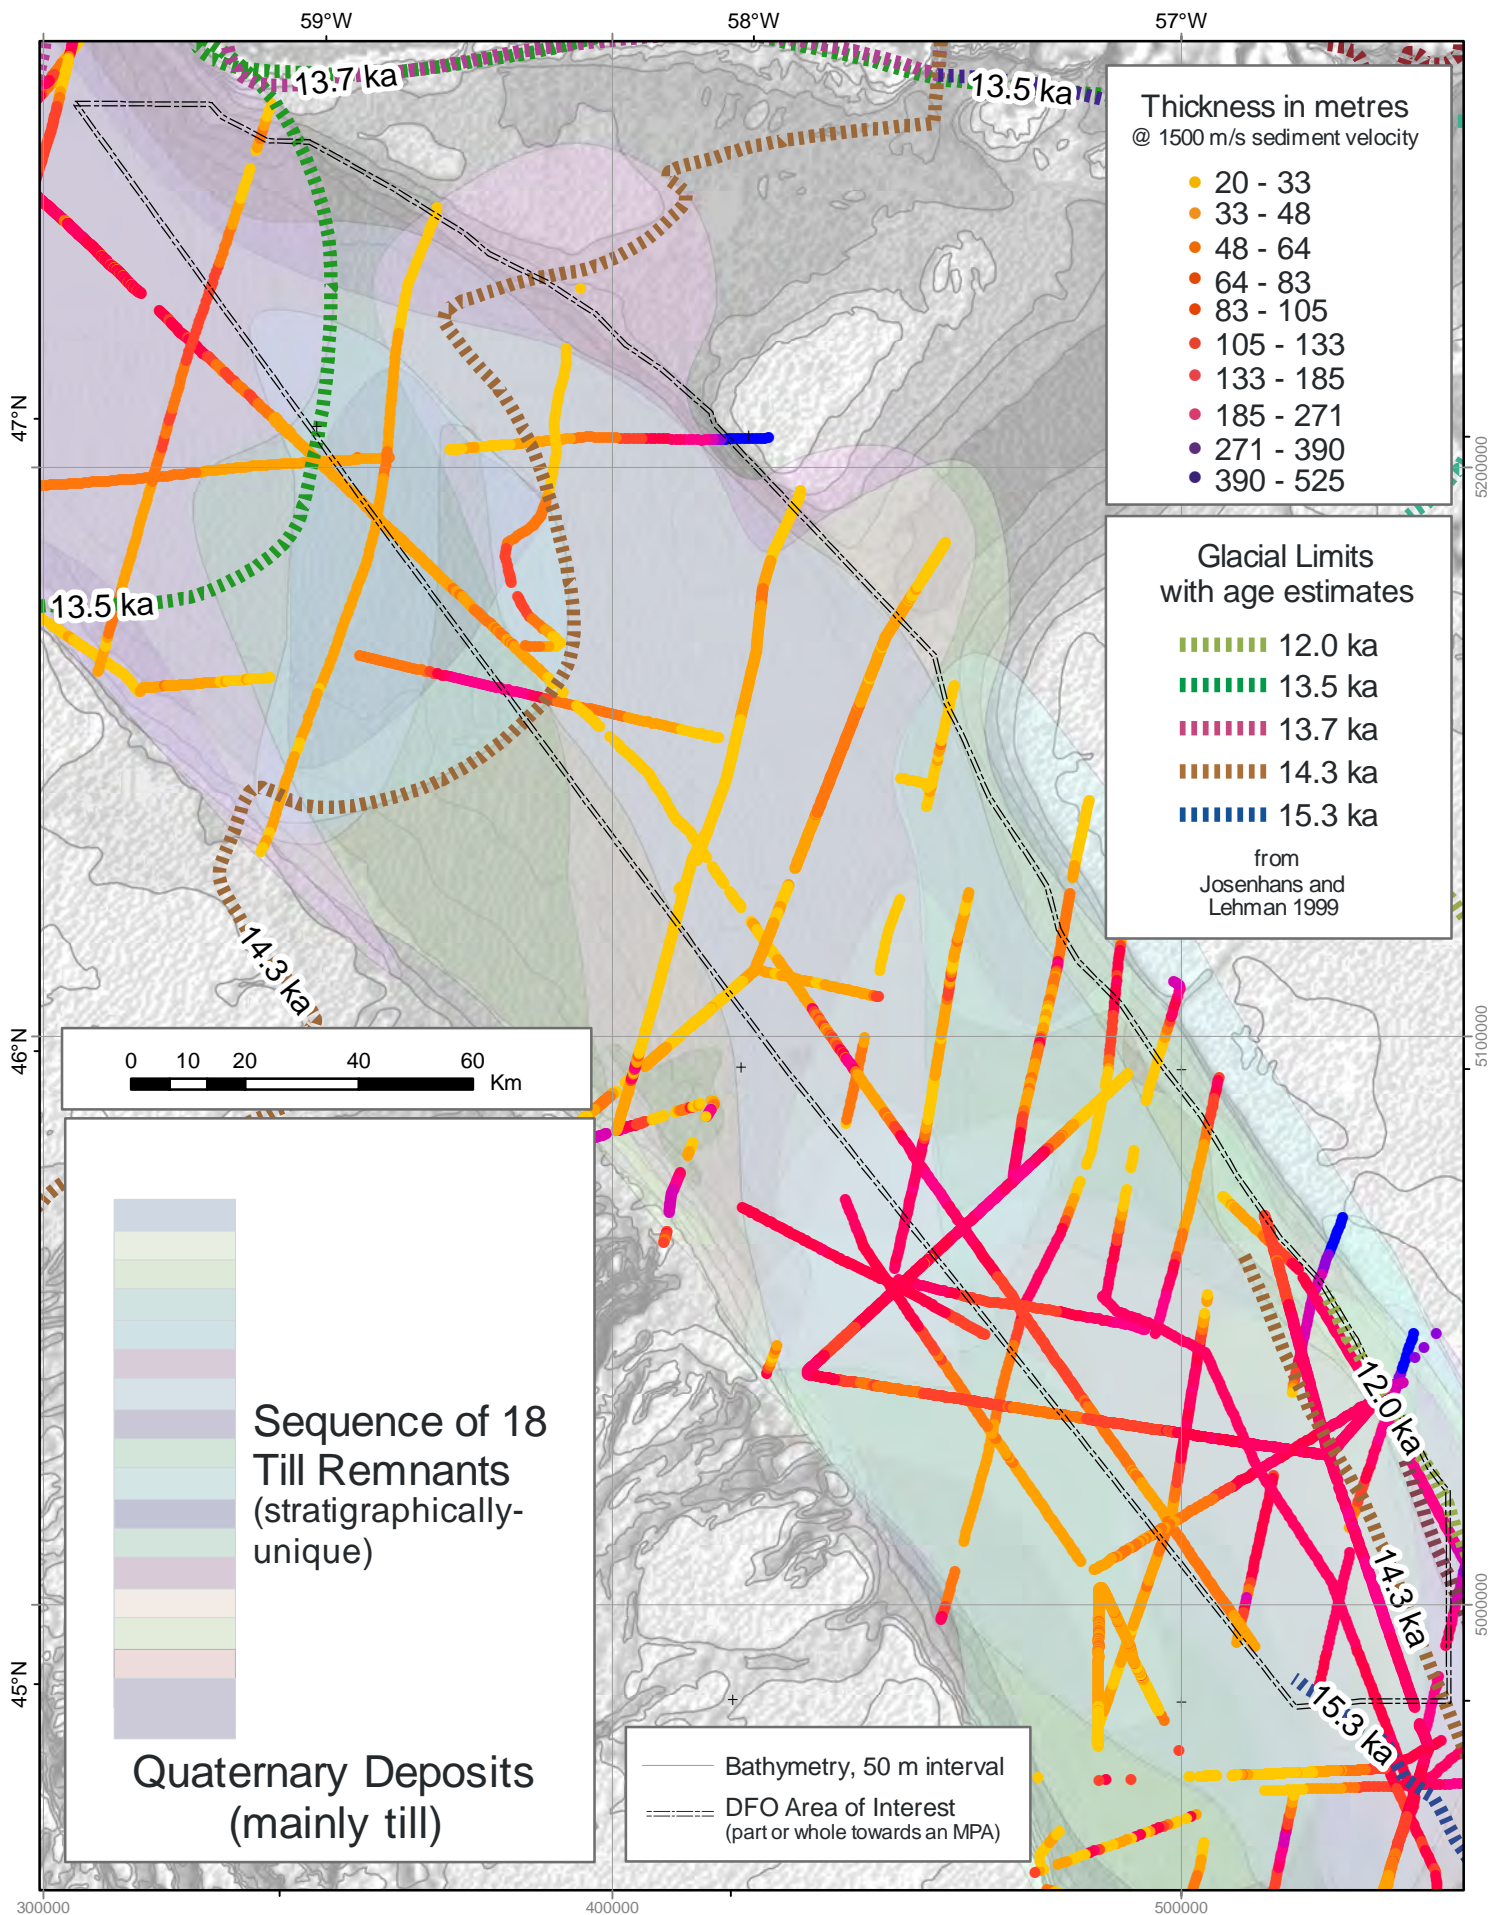 59°W
58°W
57°W
13.7 ka
13.5 ka
Thickness in metres
@ 1500 m/s sediment velocity
20 - 33
33 - 48
48 - 64
64 - 83
83 - 105
105 - 133
133 - 185
185 - 271
271 - 390
390 - 525
47°N
5200000
Glacial Limits
with age estimates
12.0 ka
13.5 ka
13.7 ka
14.3 ka
15.3 ka
from
Josenhans and
Lehman 1999
13.5 ka
14.3 ka
46°N
5100000
0 10 20 40 60
Km
Sequence of 18
Till Remnants
(stratigraphically-
unique)
Quaternary Deposits
(mainly till)
12.0 ka
14.3 ka
5000000
45°N
15.3 ka
Bathymetry, 50 m interval
DFO Area of Interest
(part or whole towards an MPA)
300000
400000
500000